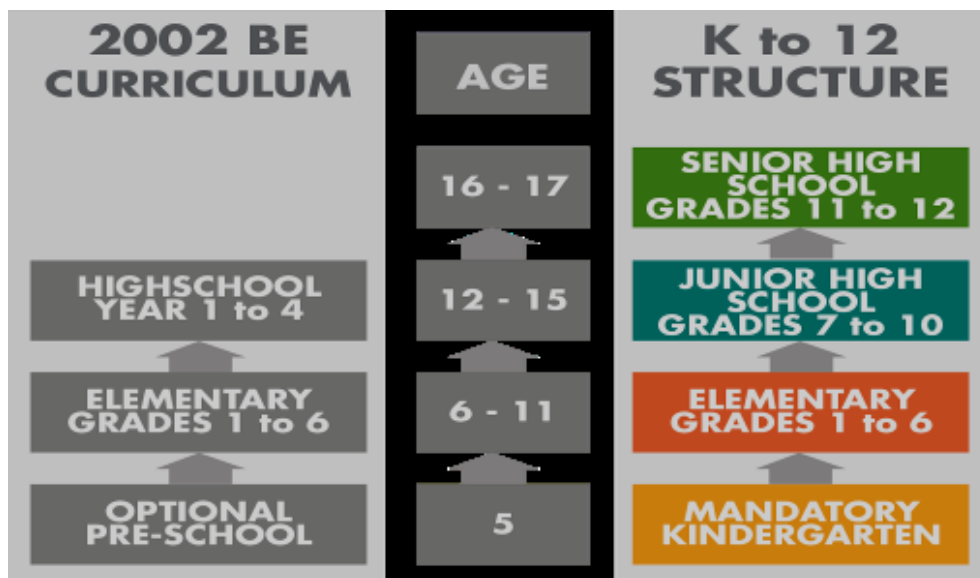 2002 BE
CURRICULUM
OPTIONAL
PRE-SCHOOL
ELEMENTARY
GRADES 1 to 6
HIGHSCHOOL
YEAR 1 to 4
AGE
16 - 17
12 - 15
6 - 11
5
K to 12
STRUCTURE
SENIOR HIGH
SCHOOL
GRADES 11 to 12
JUNIOR HIGH
SCHOOL
GRADES 7 to 10
ELEMENTARY
GRADES 1 to 6
MANDATORY
KINDERGARTEN